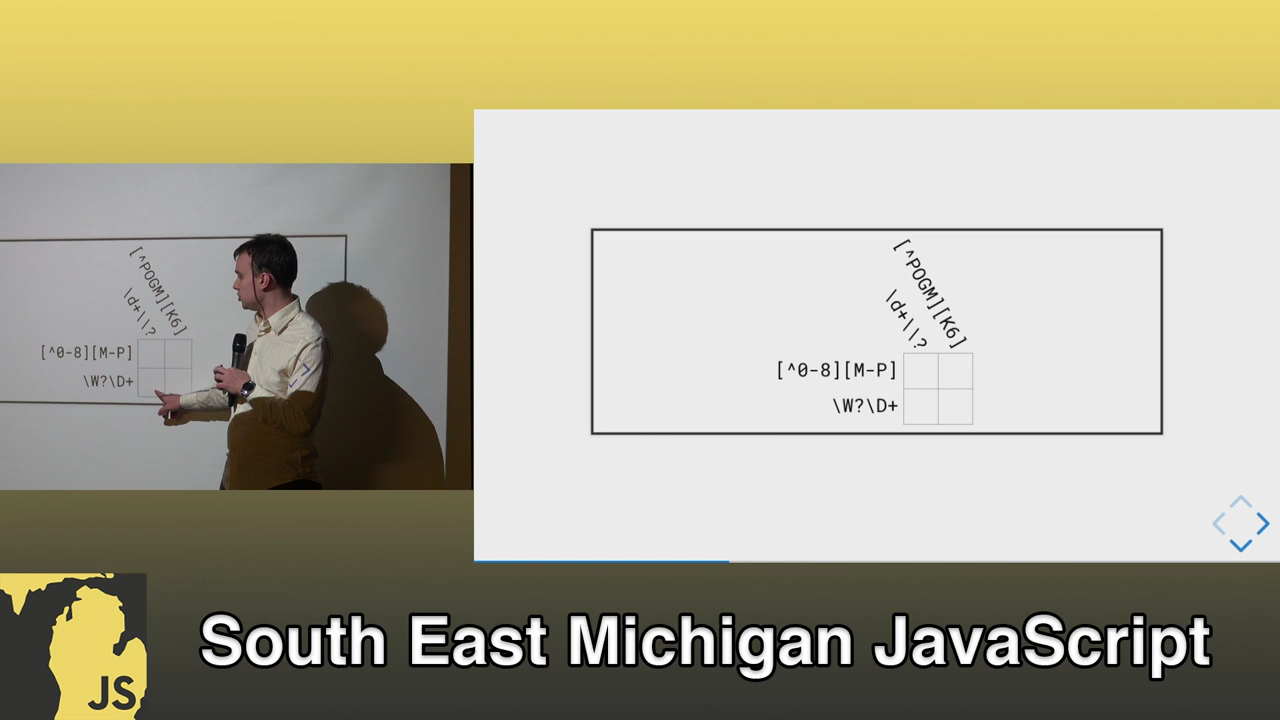 [^POGM][K6]
\d+\\?
[^0-8][M-P]
\W?\D+
[^POGM][K6]
\d+\\?
[^0-8][M-P]
\W?\D+
JS
South East Michigan JavaScript